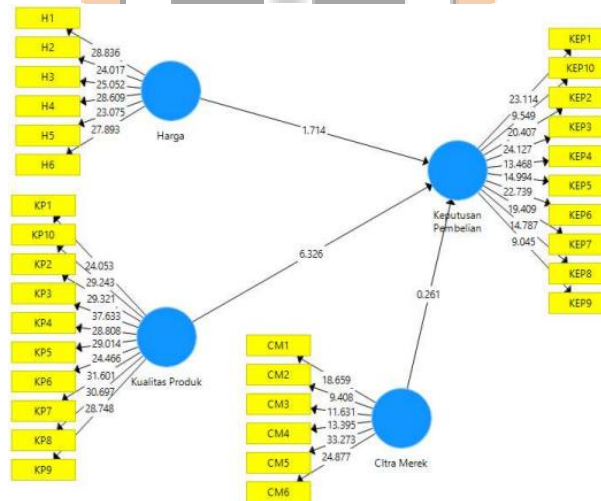 H1
H2
H3
H4
H5
H6
28.836
24.017
25.052
28.609
23.075
27.893
Harga
1.714
KEP1
KEP10
KEP2
KEP3
KEP4
KEP5
KEP6
KEP7
KEP8
KEP9
23.114
9.549
20.407
24.127
13.468
14.994
22.739
19.409
14.787
9.045
Keputusan
Pembelian
KP1
KP10
KP2
KP3
KP4
KP5
KP6
KP7
KP8
KP9
24.053
29.243
29.321
37.633
28.808
29.014
24.466
31.601
30.697
28.748
Kualitas Produk
6.326
0.261
CM1
CM2
CM3
CM4
CM5
CM6
18.659
9.408
11.631
13.395
33.273
24.877
CItra Merek